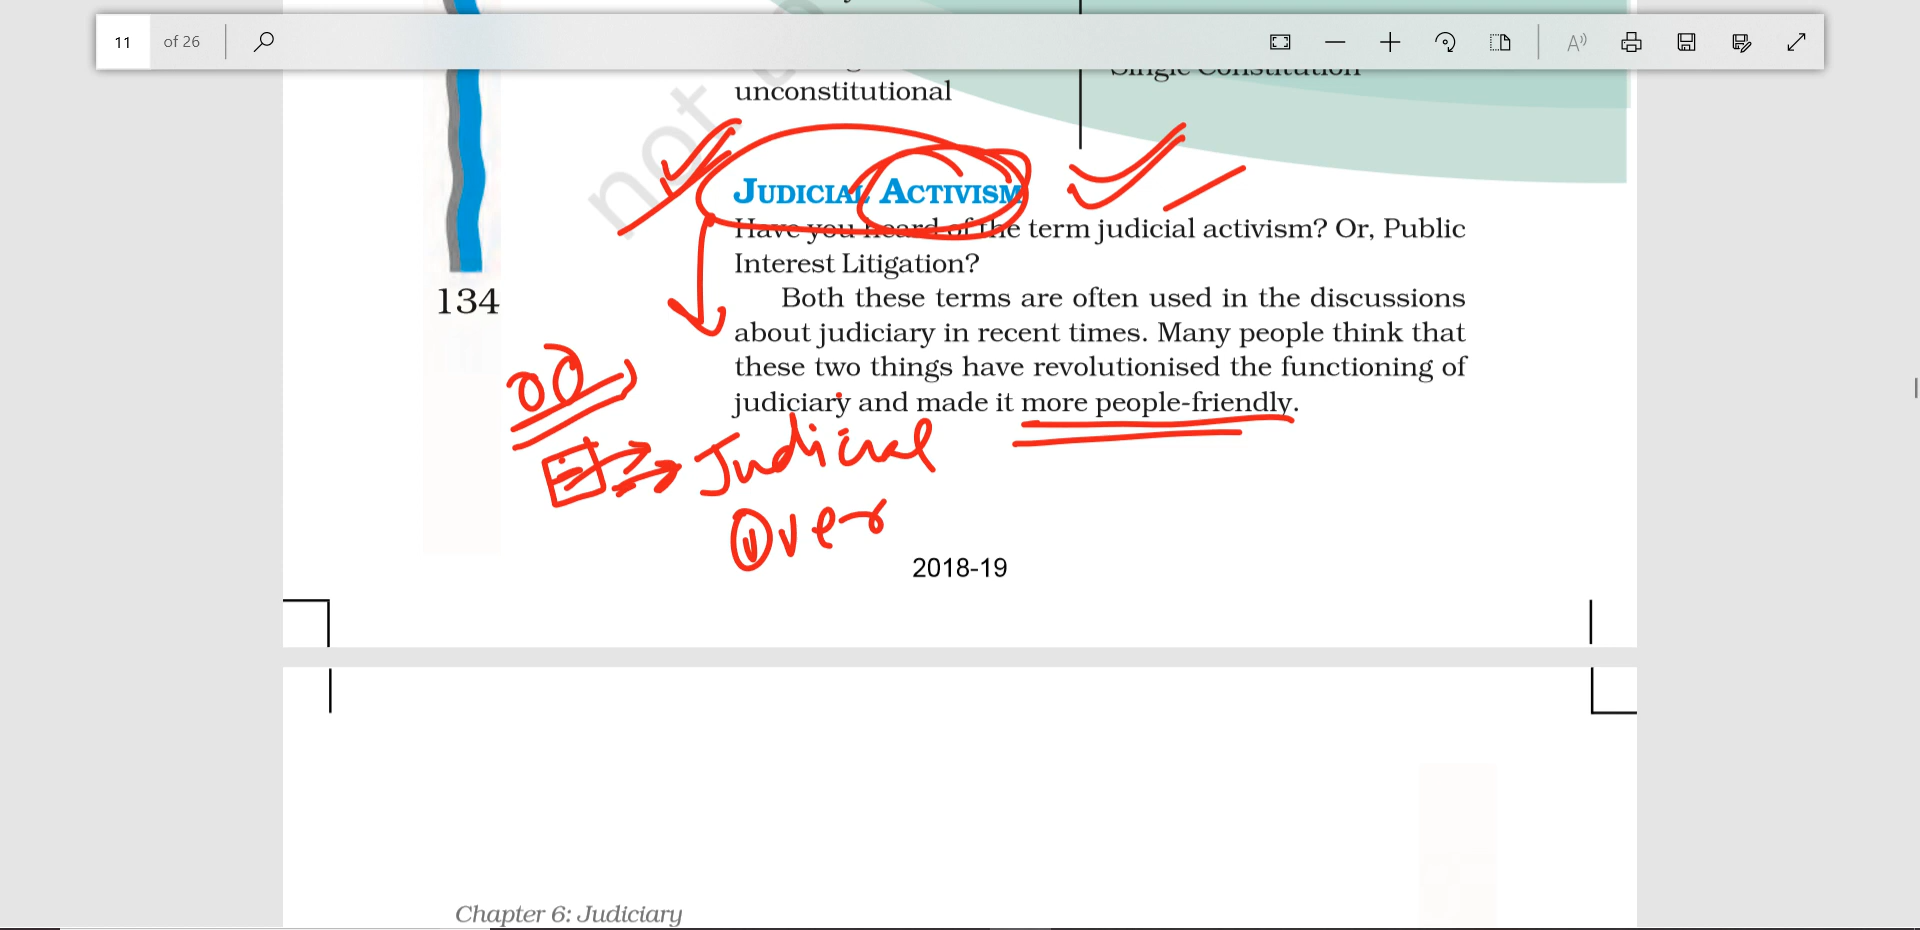 11 of 26
Single Constitution
unconstitutional
not
JUDICIAL ACTIVISM
Have you heard of the term judicial activism? Or, Public
Interest Litigation?
134
Both these terms are often used in the discussions
about judiciary in recent times. Many people think that
these two things have revolutionised the functioning of
judiciary and made it more people-friendly.
Judicial
Over
2018-19
Chapter 6: Judiciary